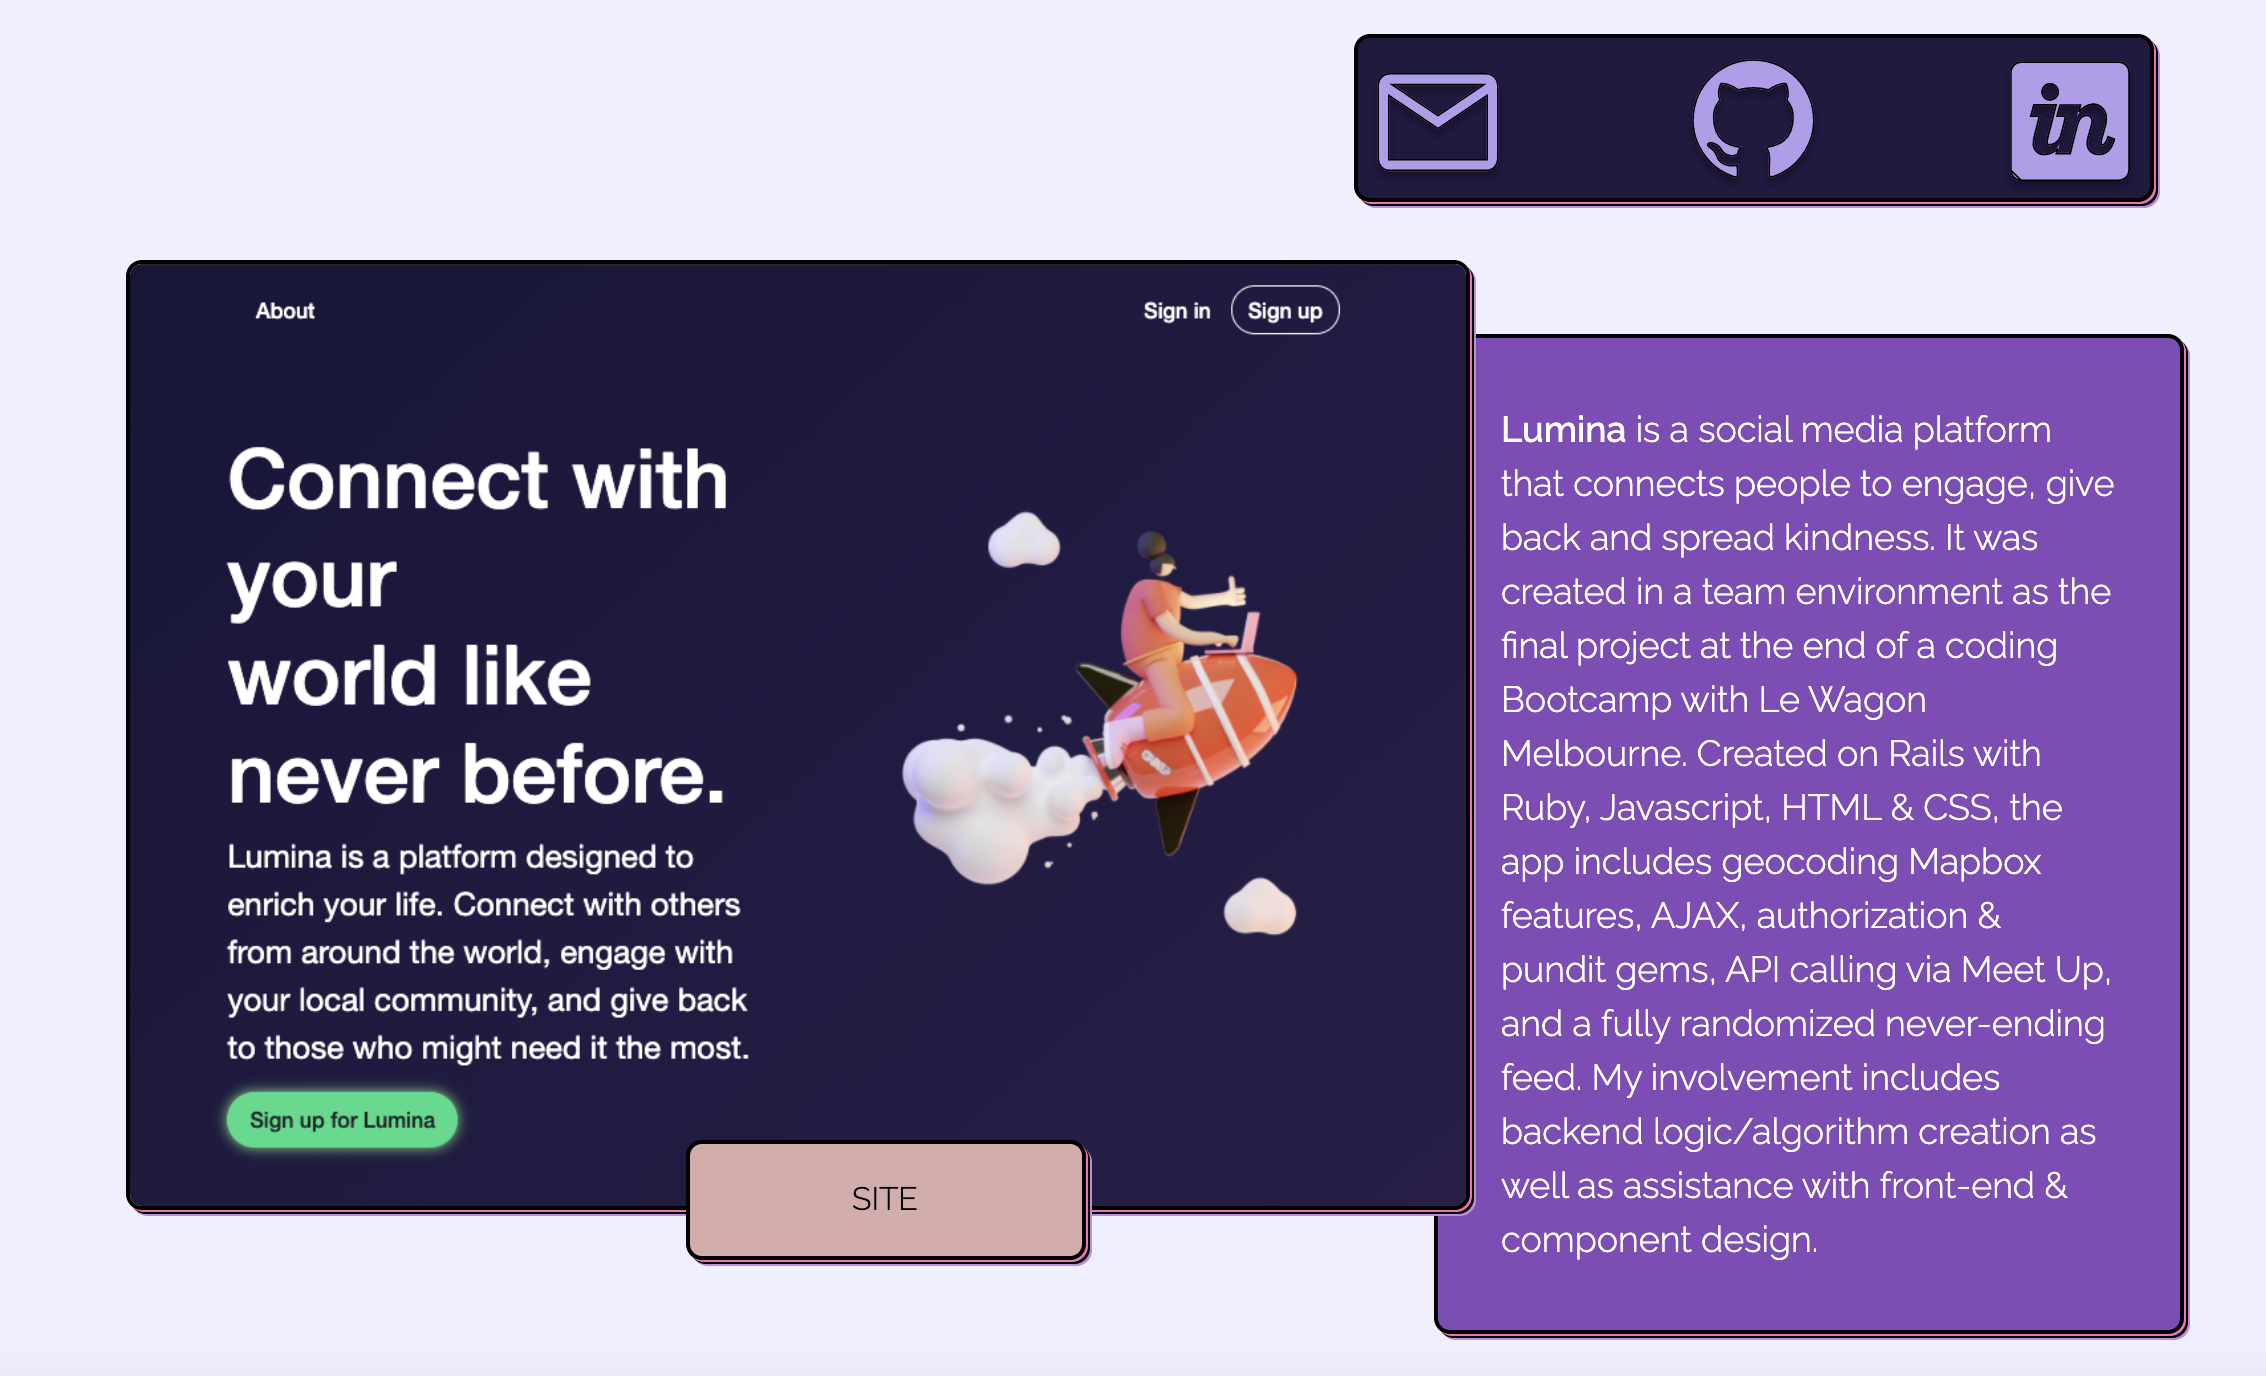 in
About
Sign in
Sign up
Connect with
your
world like
never before.
Lumina is a platform designed to
enrich your life. Connect with others
from around the world, engage with
your local community, and give back
to those who might need it the most.
Sign up for Lumina
SITE
Lumina is a social media platform
that connects people to engage, give
back and spread kindness. It was
created in a team environment as the
final project at the end of a coding
Bootcamp with Le Wagon
Melbourne. Created on Rails with
Ruby, Javascript, HTML & CSS, the
app includes geocoding Mapbox
features, AJAX, authorization &
pundit gems, API calling via Meet Up,
and a fully randomized never-ending
feed. My involvement includes
backend logic/algorithm creation as
well as assistance with front-end &
component design.